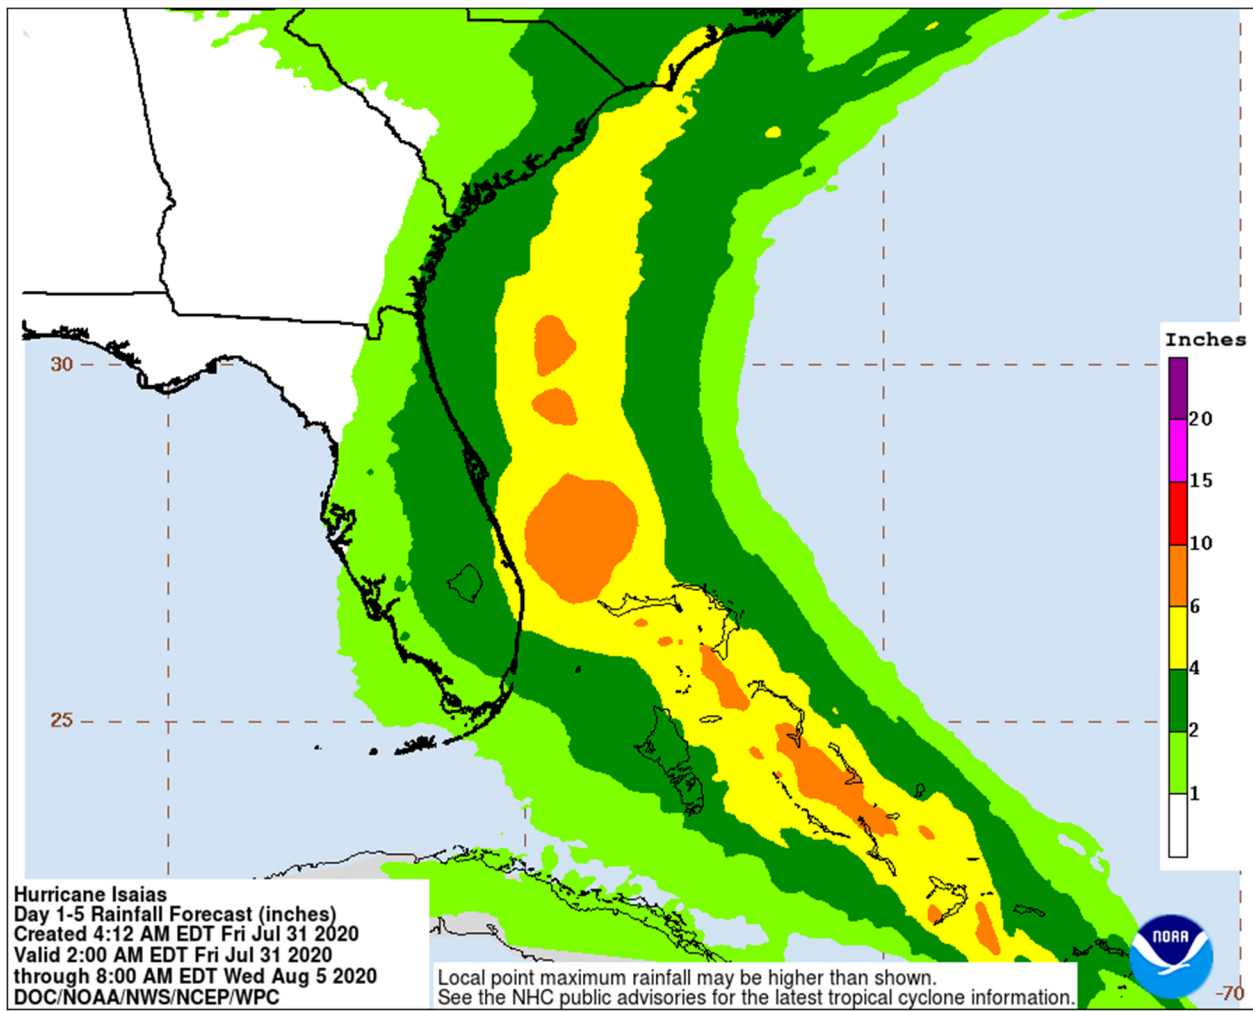 Inches
30
20
15
10
6
4
25
2
1
Hurricane Isaias
Day 1-5 Rainfall Forecast (inches)
Created 4:12 AM EDT Fri Jul 31 2020
Valid 2:00 AM EDT Fri Jul 31 2020
through 8:00 AM EDT Wed Aug 5 2020
DOC/NOAA/NWS/NCEP/WPC
NOAA
Local point maximum rainfall may be higher than shown.
See the NHC public advisories for the latest tropical cyclone information.
-70